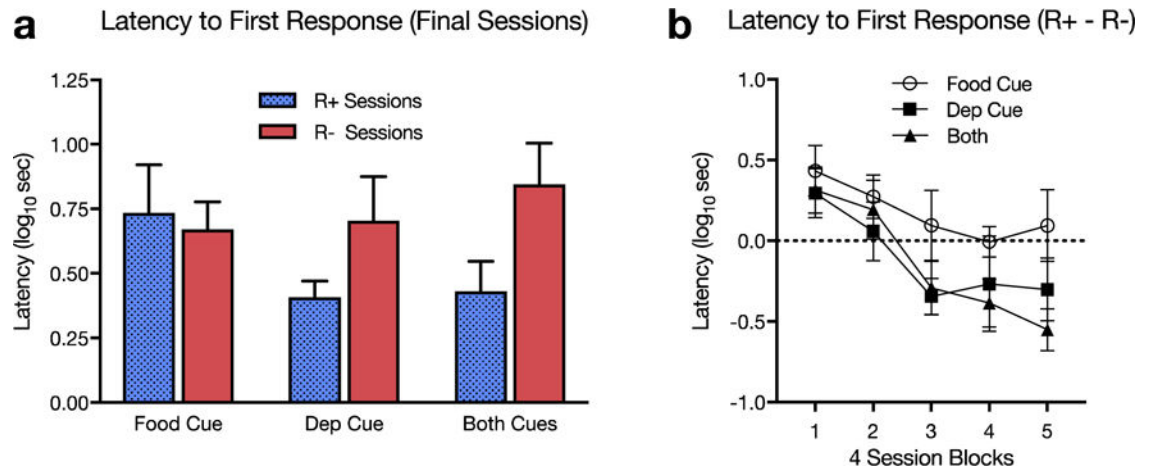 a
Latency to First Response (Final Sessions)
1.25
1.00
0.75
0.50
0.25
0.00
Latency (log10 sec)
R+ Sessions
R- Sessions
Food Cue
Dep Cue
Both Cues
b
Latency to First Response (R+ - R-)
1.0
0.5
0.0
-0.5
-1.0
Latency (log10 sec)
Food Cue
Dep Cue
Both
1 2 3 4 5
4 Session Blocks